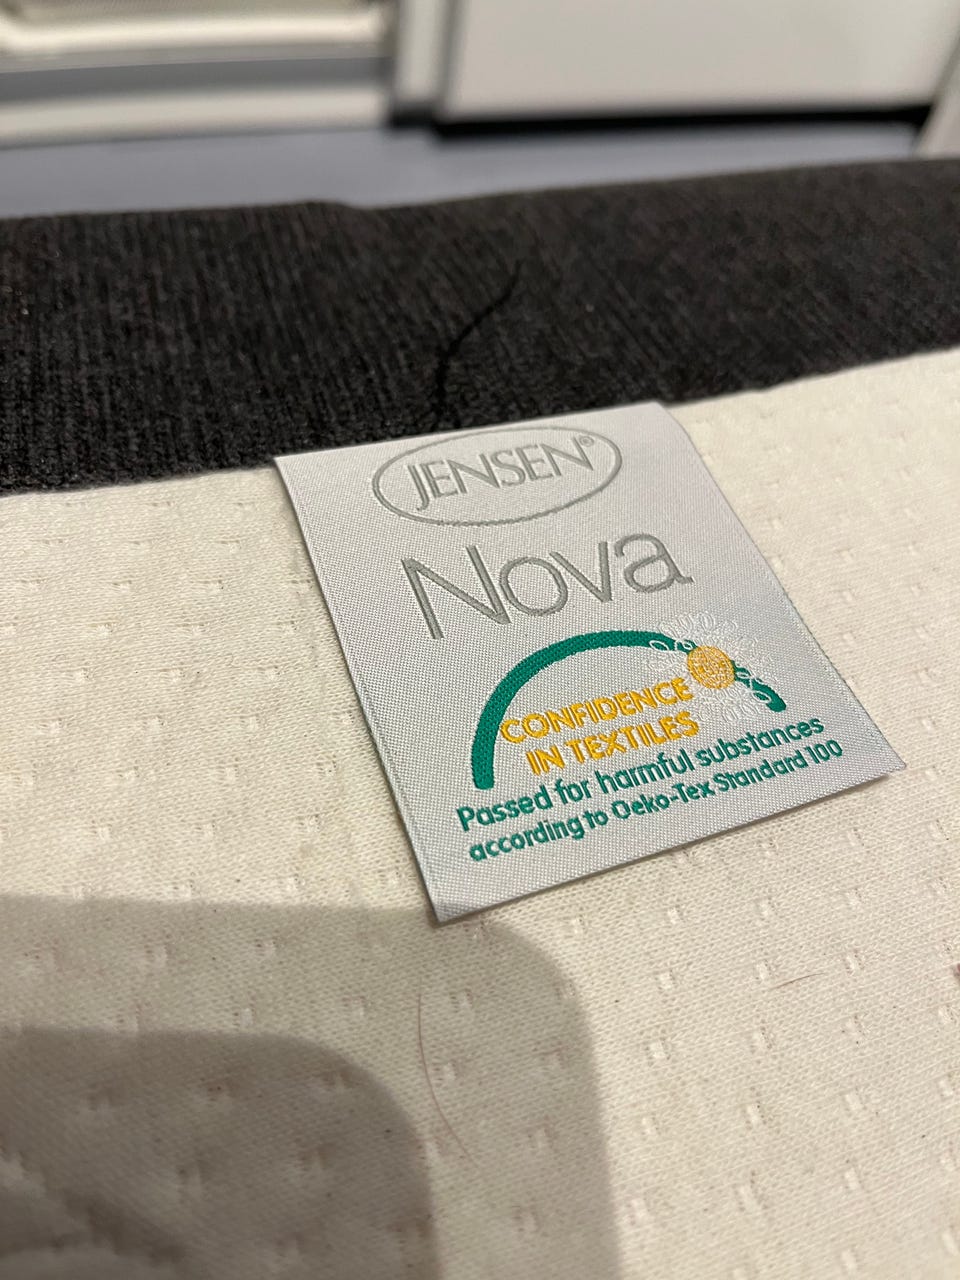 JENSEN®
Nova
CONFIDENCE
IN TEXTILES
Passed for harmful substances
according to Oeko-Tex Standard 100